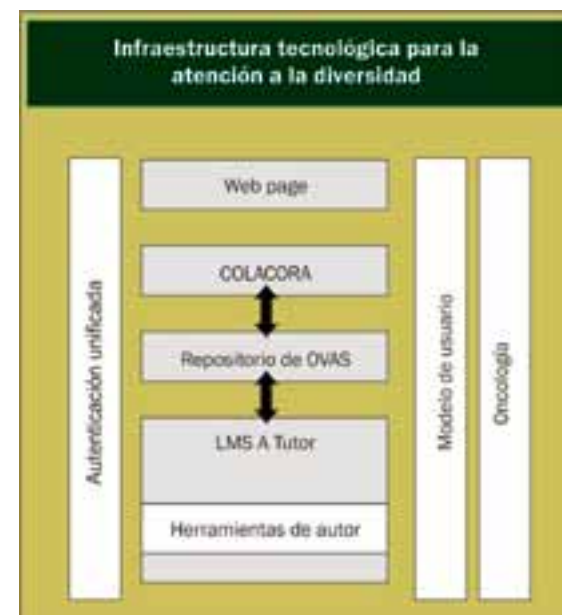 Infraestructura tecnológica para la
atención a la diversidad
Autenticación unificada
Web page
COLACORA
Repositorio de OVAS
LMS A Tutor
Herramientas de autor
Modelo de usuario
Oncología